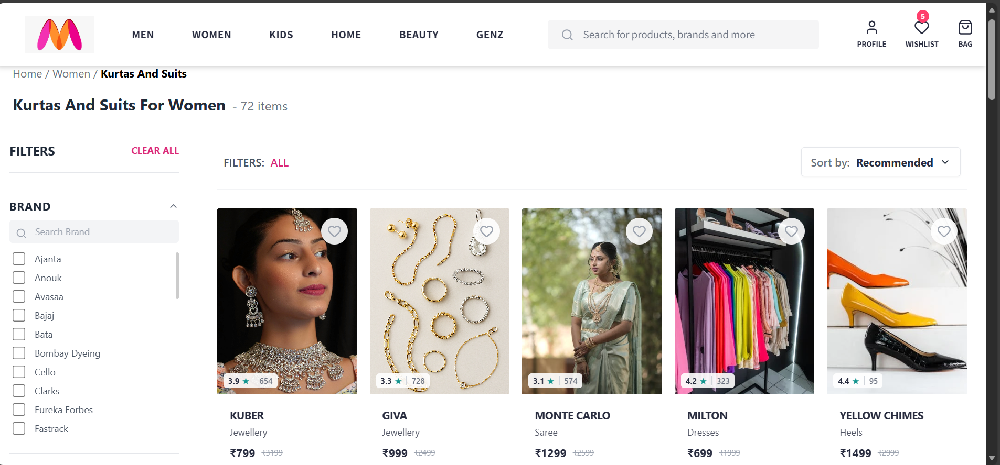 MEN WOMEN KIDS HOME BEAUTY GENZ
Search for products, brands and more
5
PROFILE WISHLIST BAG
Home / Women / Kurtas And Suits
Kurtas And Suits For Women - 72 items
FILTERS CLEAR ALL
BRAND
Search Brand
Ajanta
Anouk
Avasaa
Bajaj
Bata
Bombay Dyeing
Cello
Clarks
Eureka Forbes
Fastrack
FILTERS: ALL
Sort by: Recommended
3.9 ★ | 654
KUBER
Jewellery
₹799 ₹3199
3.3 ★ | 728
GIVA
Jewellery
₹999 ₹2499
3.1 ★ | 574
MONTE CARLO
Saree
₹1299 ₹2599
4.2 ★ | 323
MILTON
Dresses
₹699 ₹1999
4.4 ★ | 95
YELLOW CHIMES
Heels
₹1499 ₹2999